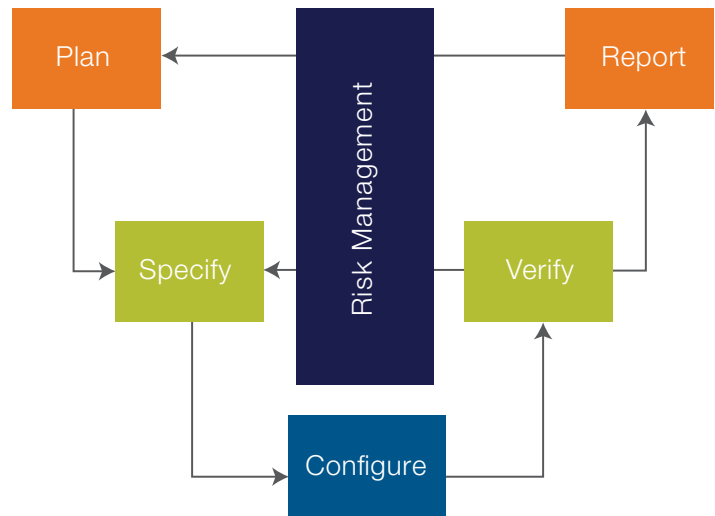 Plan
Report
Risk Management
Specify
Verify
Configure